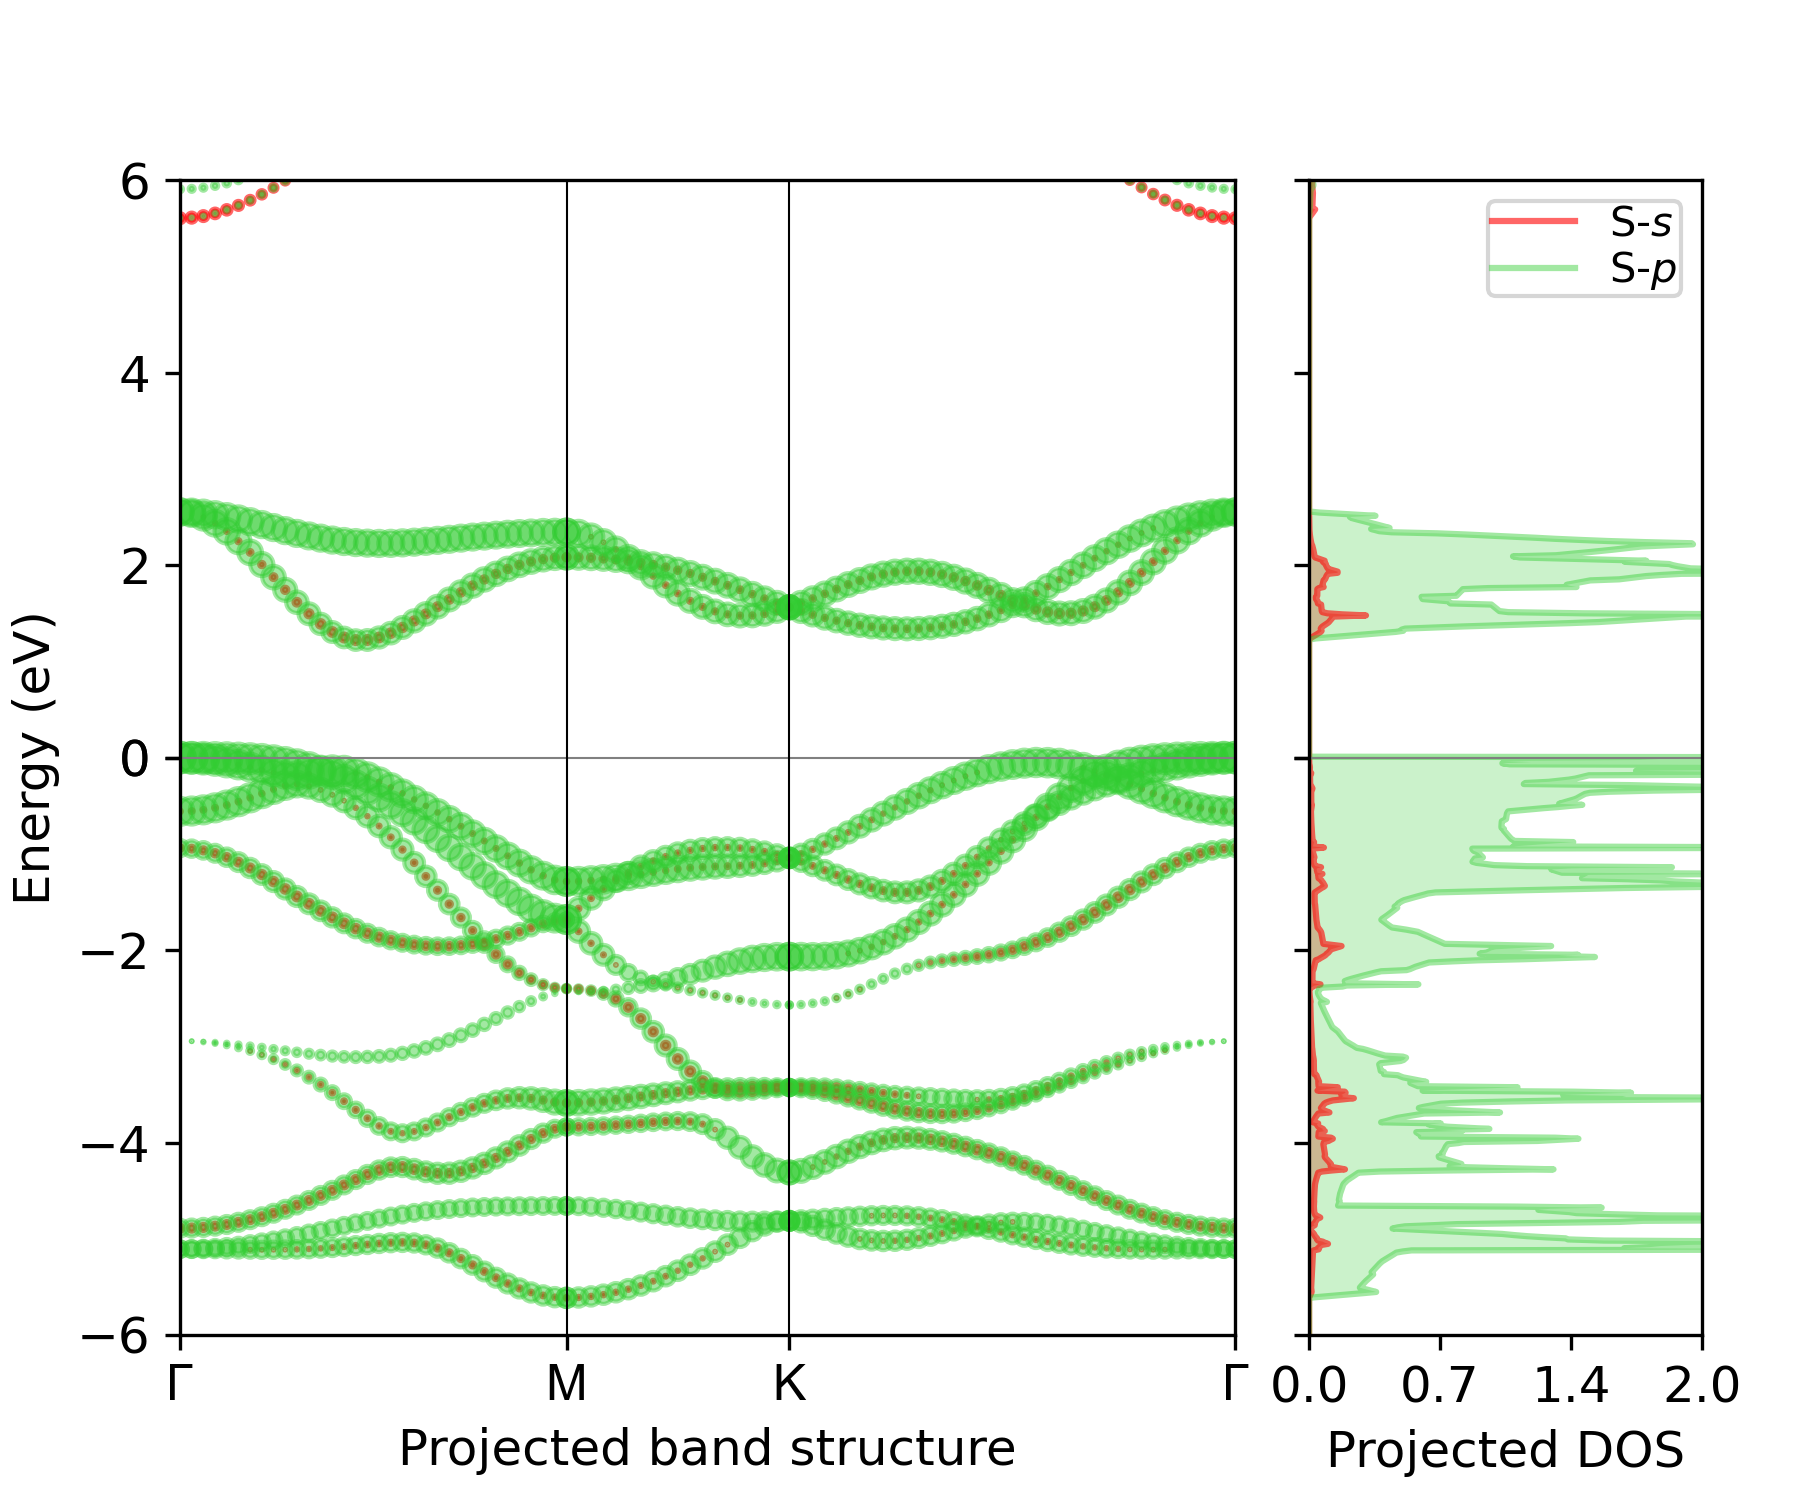 6
4
2
0
−2
−4
−6
Energy (eV)
Γ
M
K
Γ
Projected band structure
S-s
S-p
0.0
0.7
1.4
2.0
Projected DOS